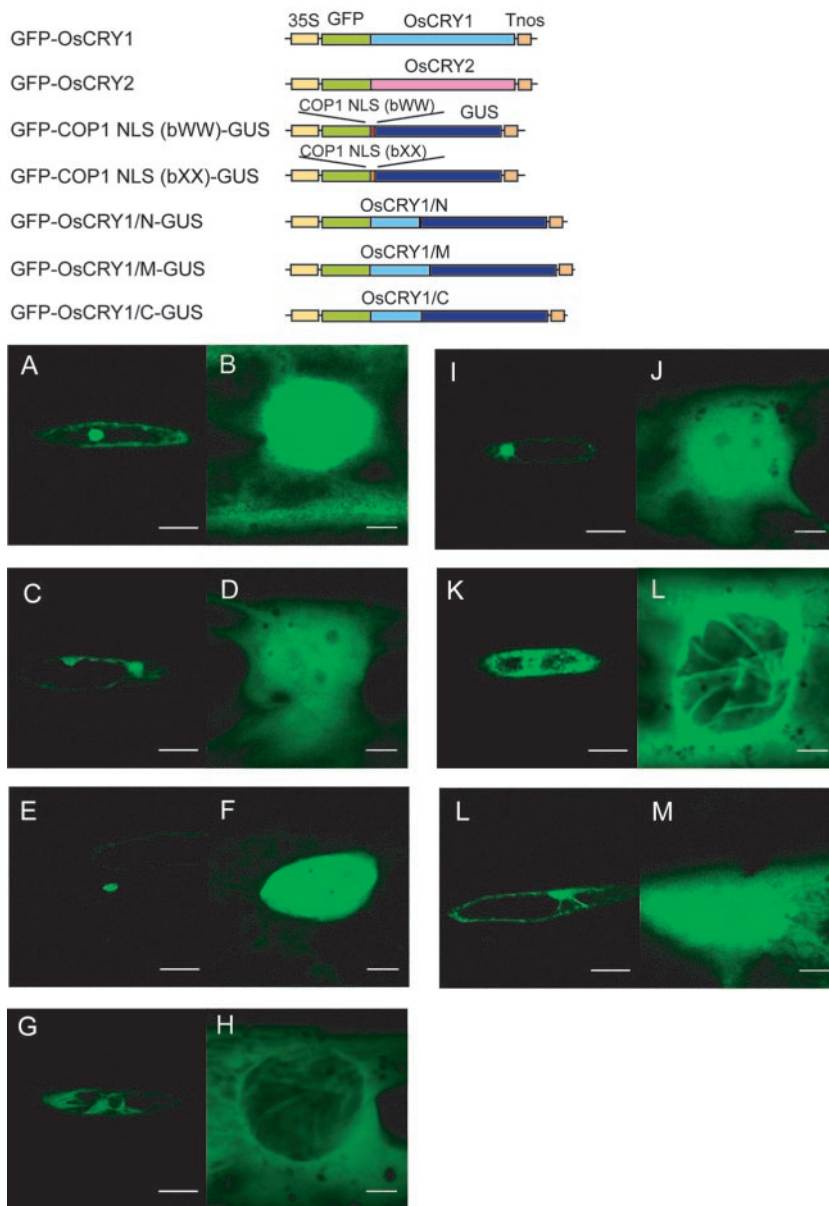 35S GFP OsCRY1 Tnos
GFP-OsCRY1
OsCRY2
GFP-OsCRY2
COP1 NLS (bWW)
GUS
GFP-COP1 NLS (bWW)-GUS
COP1 NLS (bXX)
GFP-COP1 NLS (bXX)-GUS
OsCRY1/N
GFP-OsCRY1/N-GUS
OsCRY1/M
GFP-OsCRY1/M-GUS
OsCRY1/C
GFP-OsCRY1/C-GUS
A B I J
C D K L
E F L M
G H